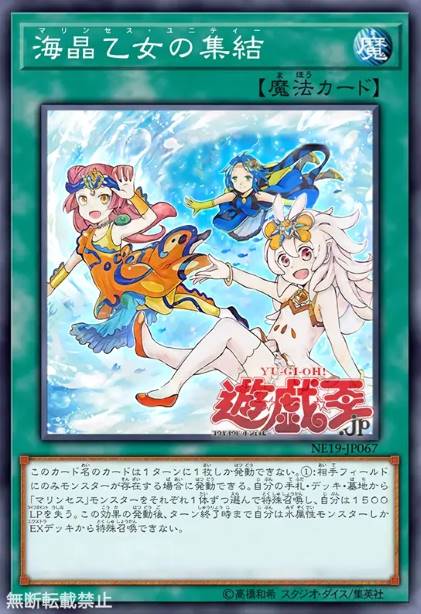 マリンセス・ユニティー
海晶乙女の集結
魔
まほう
【魔法カード】
YU-GI-OH!
遊戯王
.jp
NE19-JP067
このカード名のカードは１ターンに１枚しか発動できない。①：相手フィールド
にのみモンスターが存在する場合に発動できる。自分の手札・デッキ・墓地から
「マリンセス」モンスターをそれぞれ１体ずつ選んで特殊召喚し、自分は１５００
LPを失う。この効果の発動後、ターン終了時まで自分は水属性モンスターしか
EXデッキから特殊召喚できない。
©高橋和希 スタジオ・ダイス/集英社
無断転載禁止